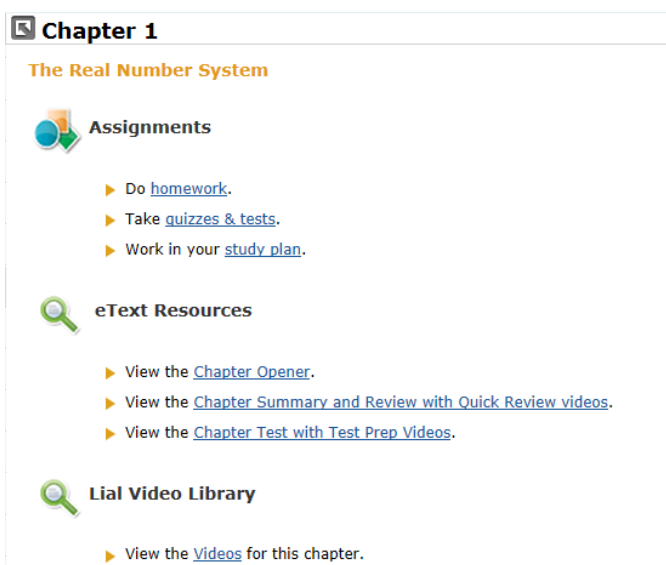 Chapter 1
The Real Number System
Assignments
Do homework.
Take quizzes & tests.
Work in your study plan.
eText Resources
View the Chapter Opener.
View the Chapter Summary and Review with Quick Review videos.
View the Chapter Test with Test Prep Videos.
Lial Video Library
View the Videos for this chapter.